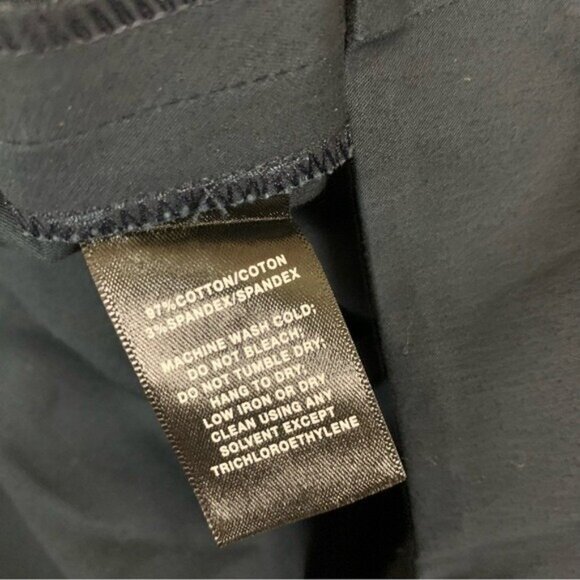 97% COTTON/COTON
3%SPANDEX/SPANDEX
MACHINE WASH COLD:
DO NOT BLEACH:
DO NOT TUMBLE DRY:
HANG TO DRY:
LOW IRON OR DRY
CLEAN USING ANY
SOLVENT EXCEPT
TRICHLOROETHYLENE